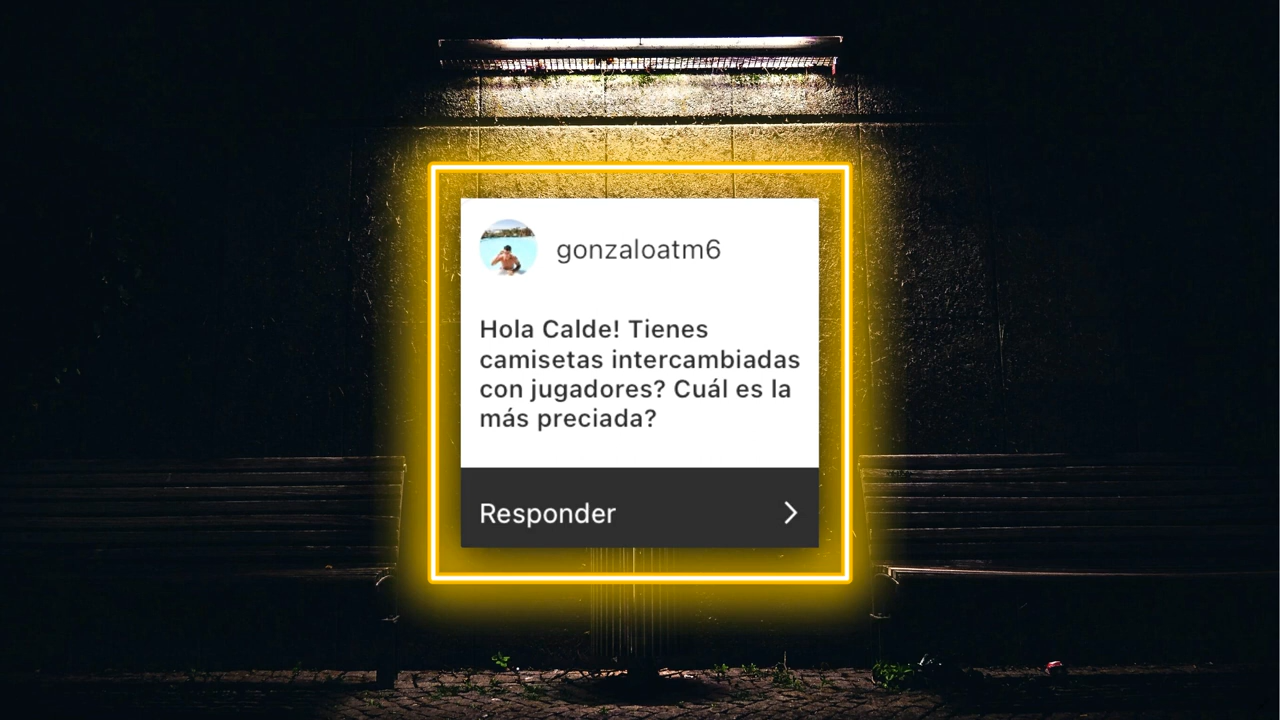 gonzaloatm6
Hola Calde! Tienes
camisetas intercambiadas
con jugadores? Cuál es la
más preciada?
Responder